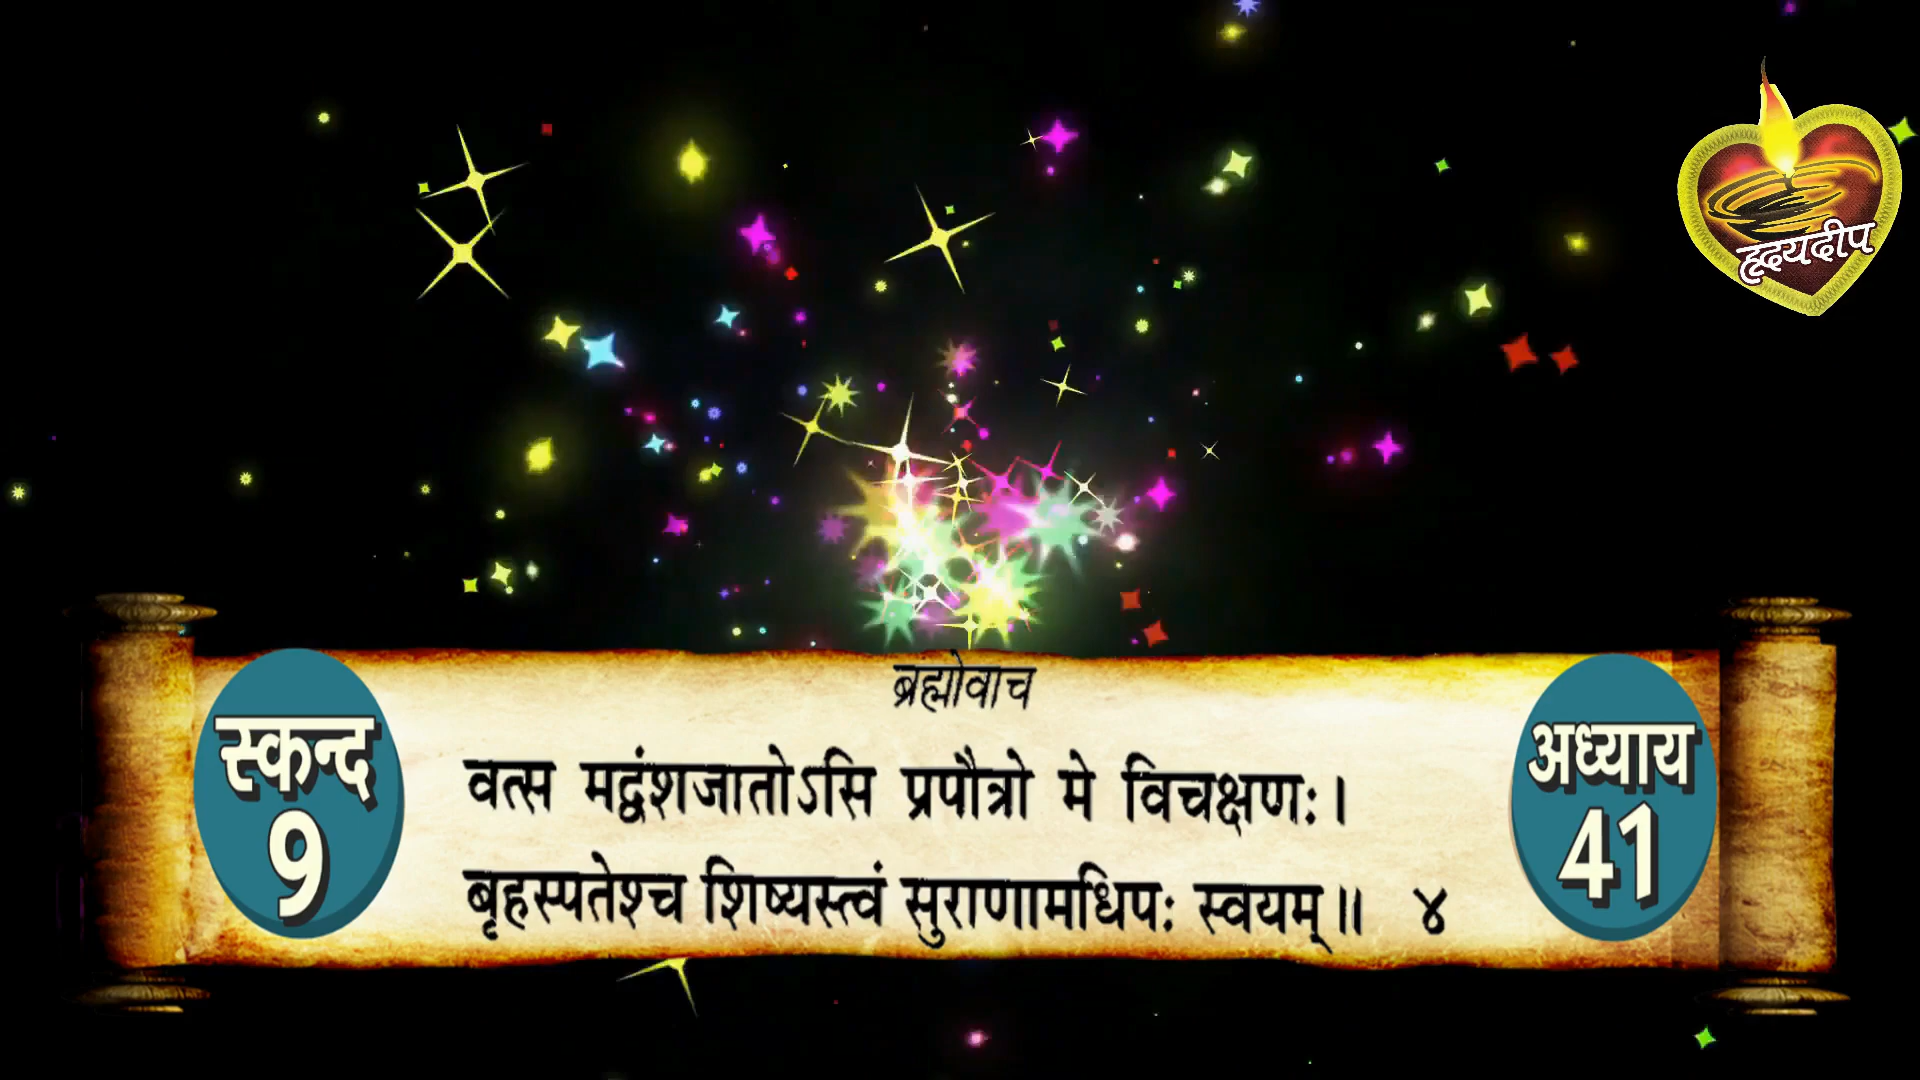 हृदयदीप
ब्रह्मोवाच
स्कन्द
9
वत्स मद्वंशजातोऽसि प्रपौत्रो मे विचक्षणः।
बृहस्पतेश्च शिष्यस्त्वं सुराणामधिपः स्वयम्॥ ४
अध्याय
41